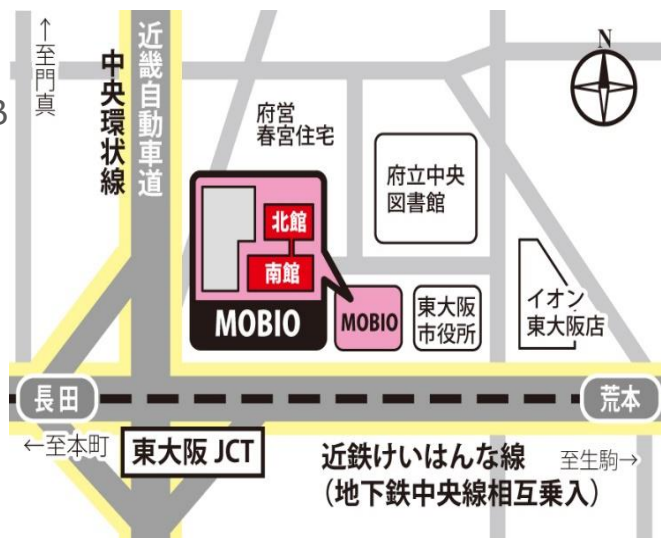 ↑至門真
中央環状線
近畿自動車道
N
府営
春宮住宅
府立中央
図書館
北館
南館
MOBIO
MOBIO
東大阪
市役所
イオン
東大阪店
長田
荒本
←至本町
東大阪 JCT
近鉄けいはんな線
(地下鉄中央線相互乗入)
至生駒→